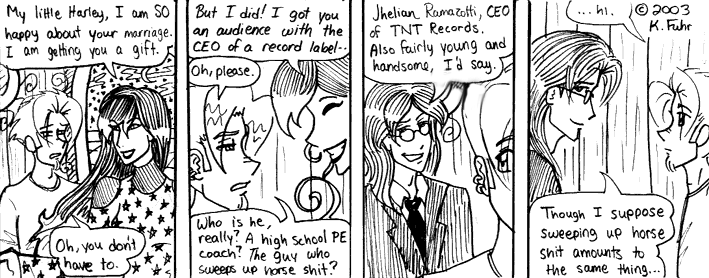 My little Harley, I am SO
happy about your marriage.
I am getting you a gift.
Oh, you don't
have to.
But I did! I got you
an audience with the
CEO of a record label--
Oh, please.
Who is he,
really? A high school PE
coach? The guy who
sweeps up horse shit?
Jhelian Ramazotti, CEO
of TNT Records.
Also fairly young and
handsome, I'd say.
...hi.
© 2003
K. Fuhr
Though I suppose
sweeping up horse
shit amounts to
the same thing...